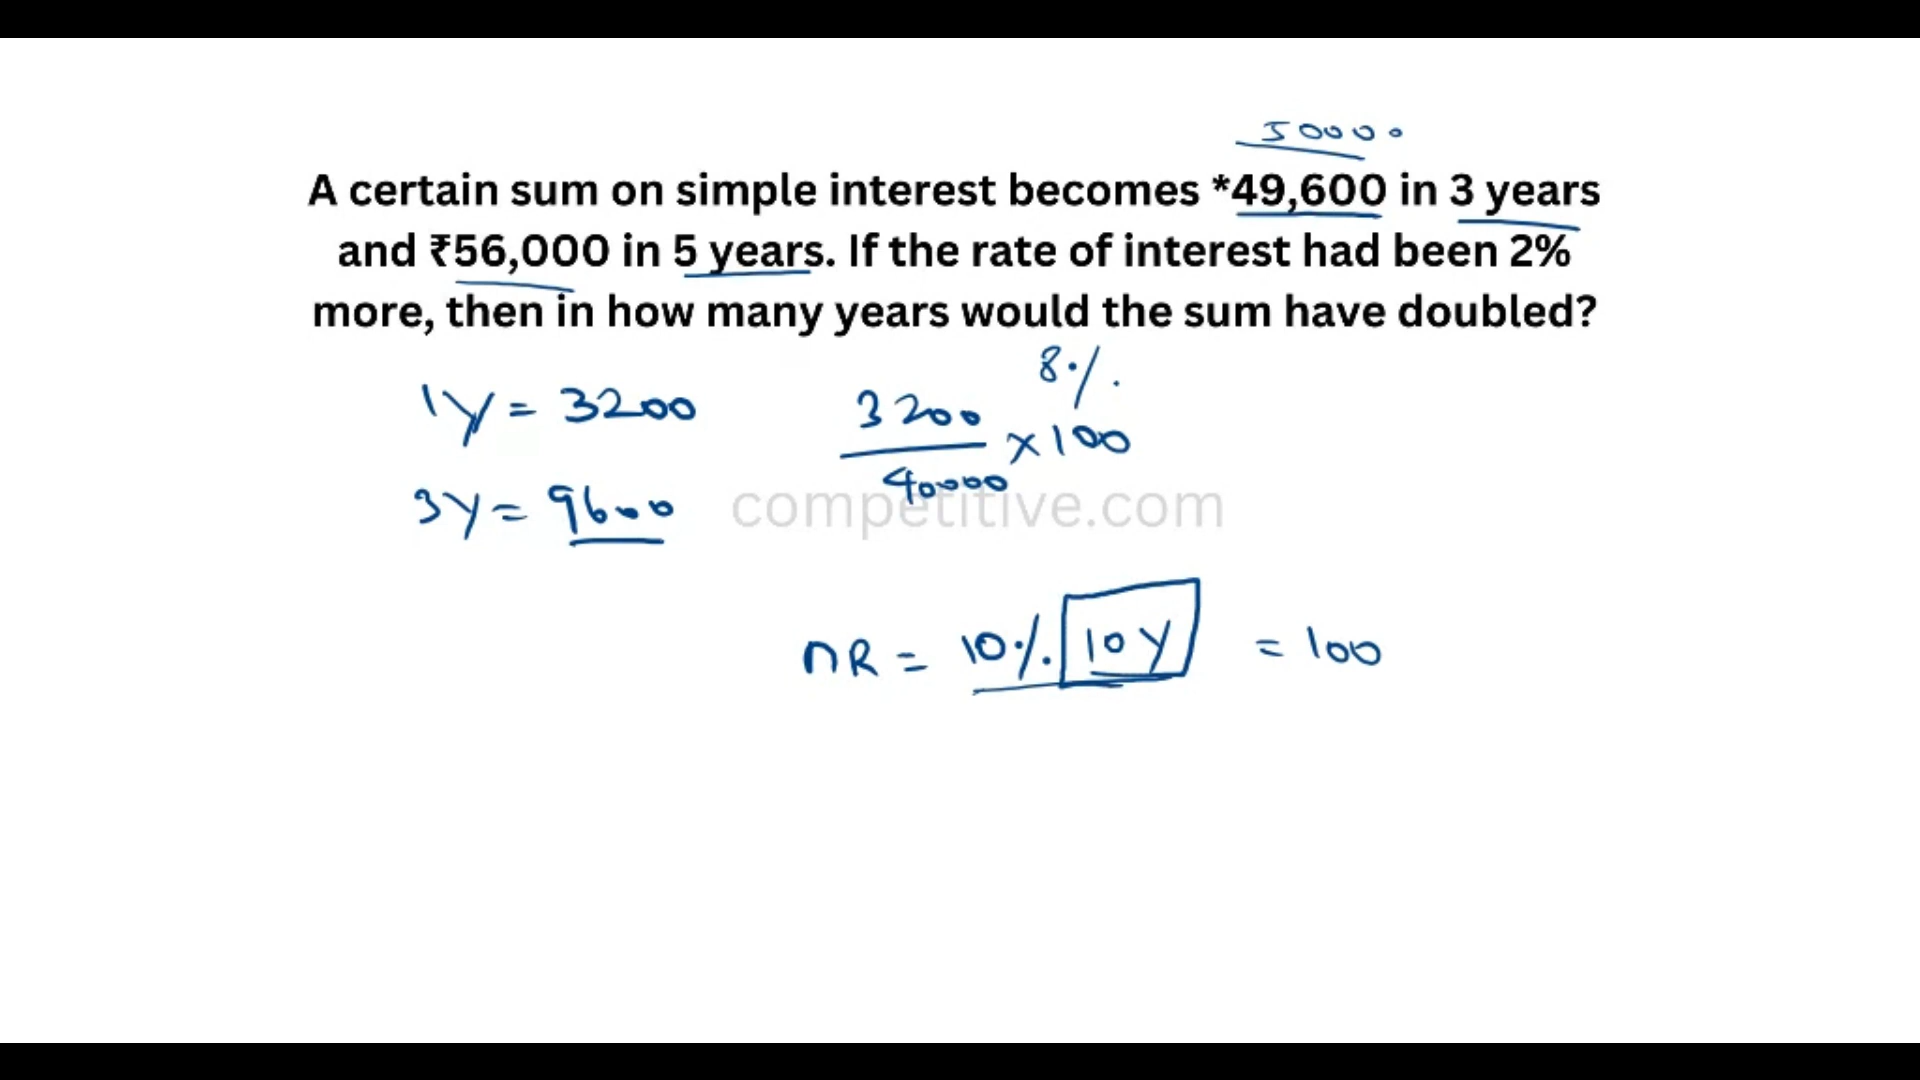 50000
A certain sum on simple interest becomes *49,600 in 3 years
and ₹56,000 in 5 years. If the rate of interest had been 2%
more, then in how many years would the sum have doubled?
8%.
1y = 3200
3200
40000
×100
3y = 9600
competitive.com
nR = 10% 10y = 100